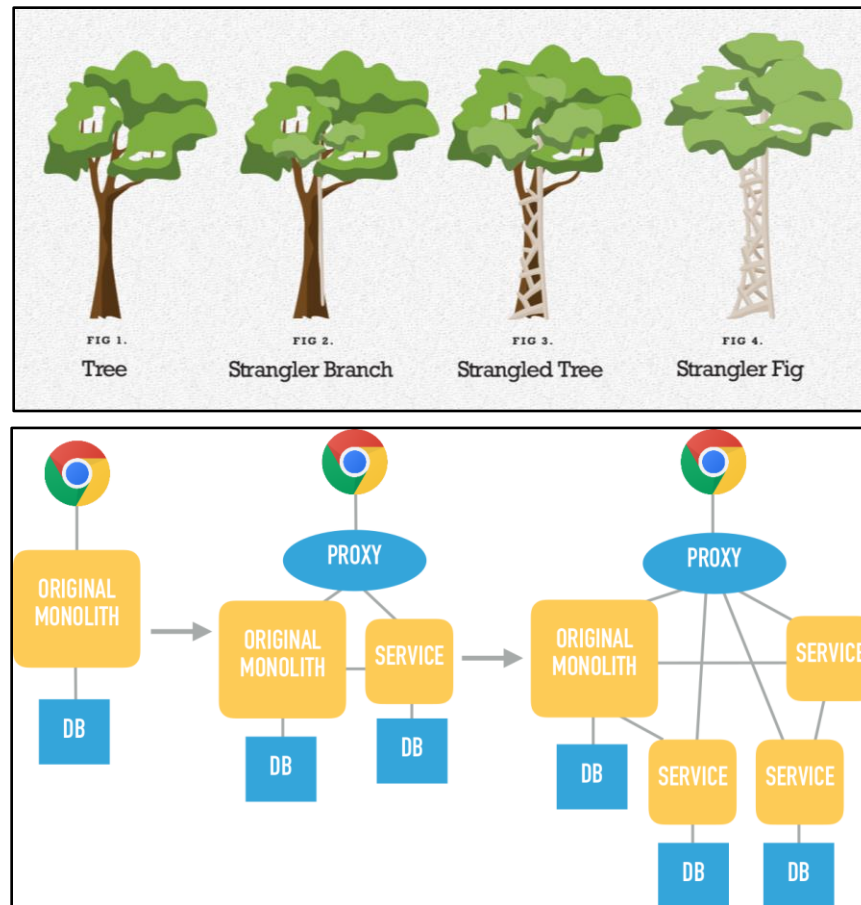 FIG 1.
Tree
FIG 2.
Strangler Branch
FIG 3.
Strangled Tree
FIG 4.
Strangler Fig
ORIGINAL
MONOLITH
DB
PROXY
ORIGINAL
MONOLITH
SERVICE
DB
DB
PROXY
ORIGINAL
MONOLITH
SERVICE
DB
SERVICE
SERVICE
DB
DB